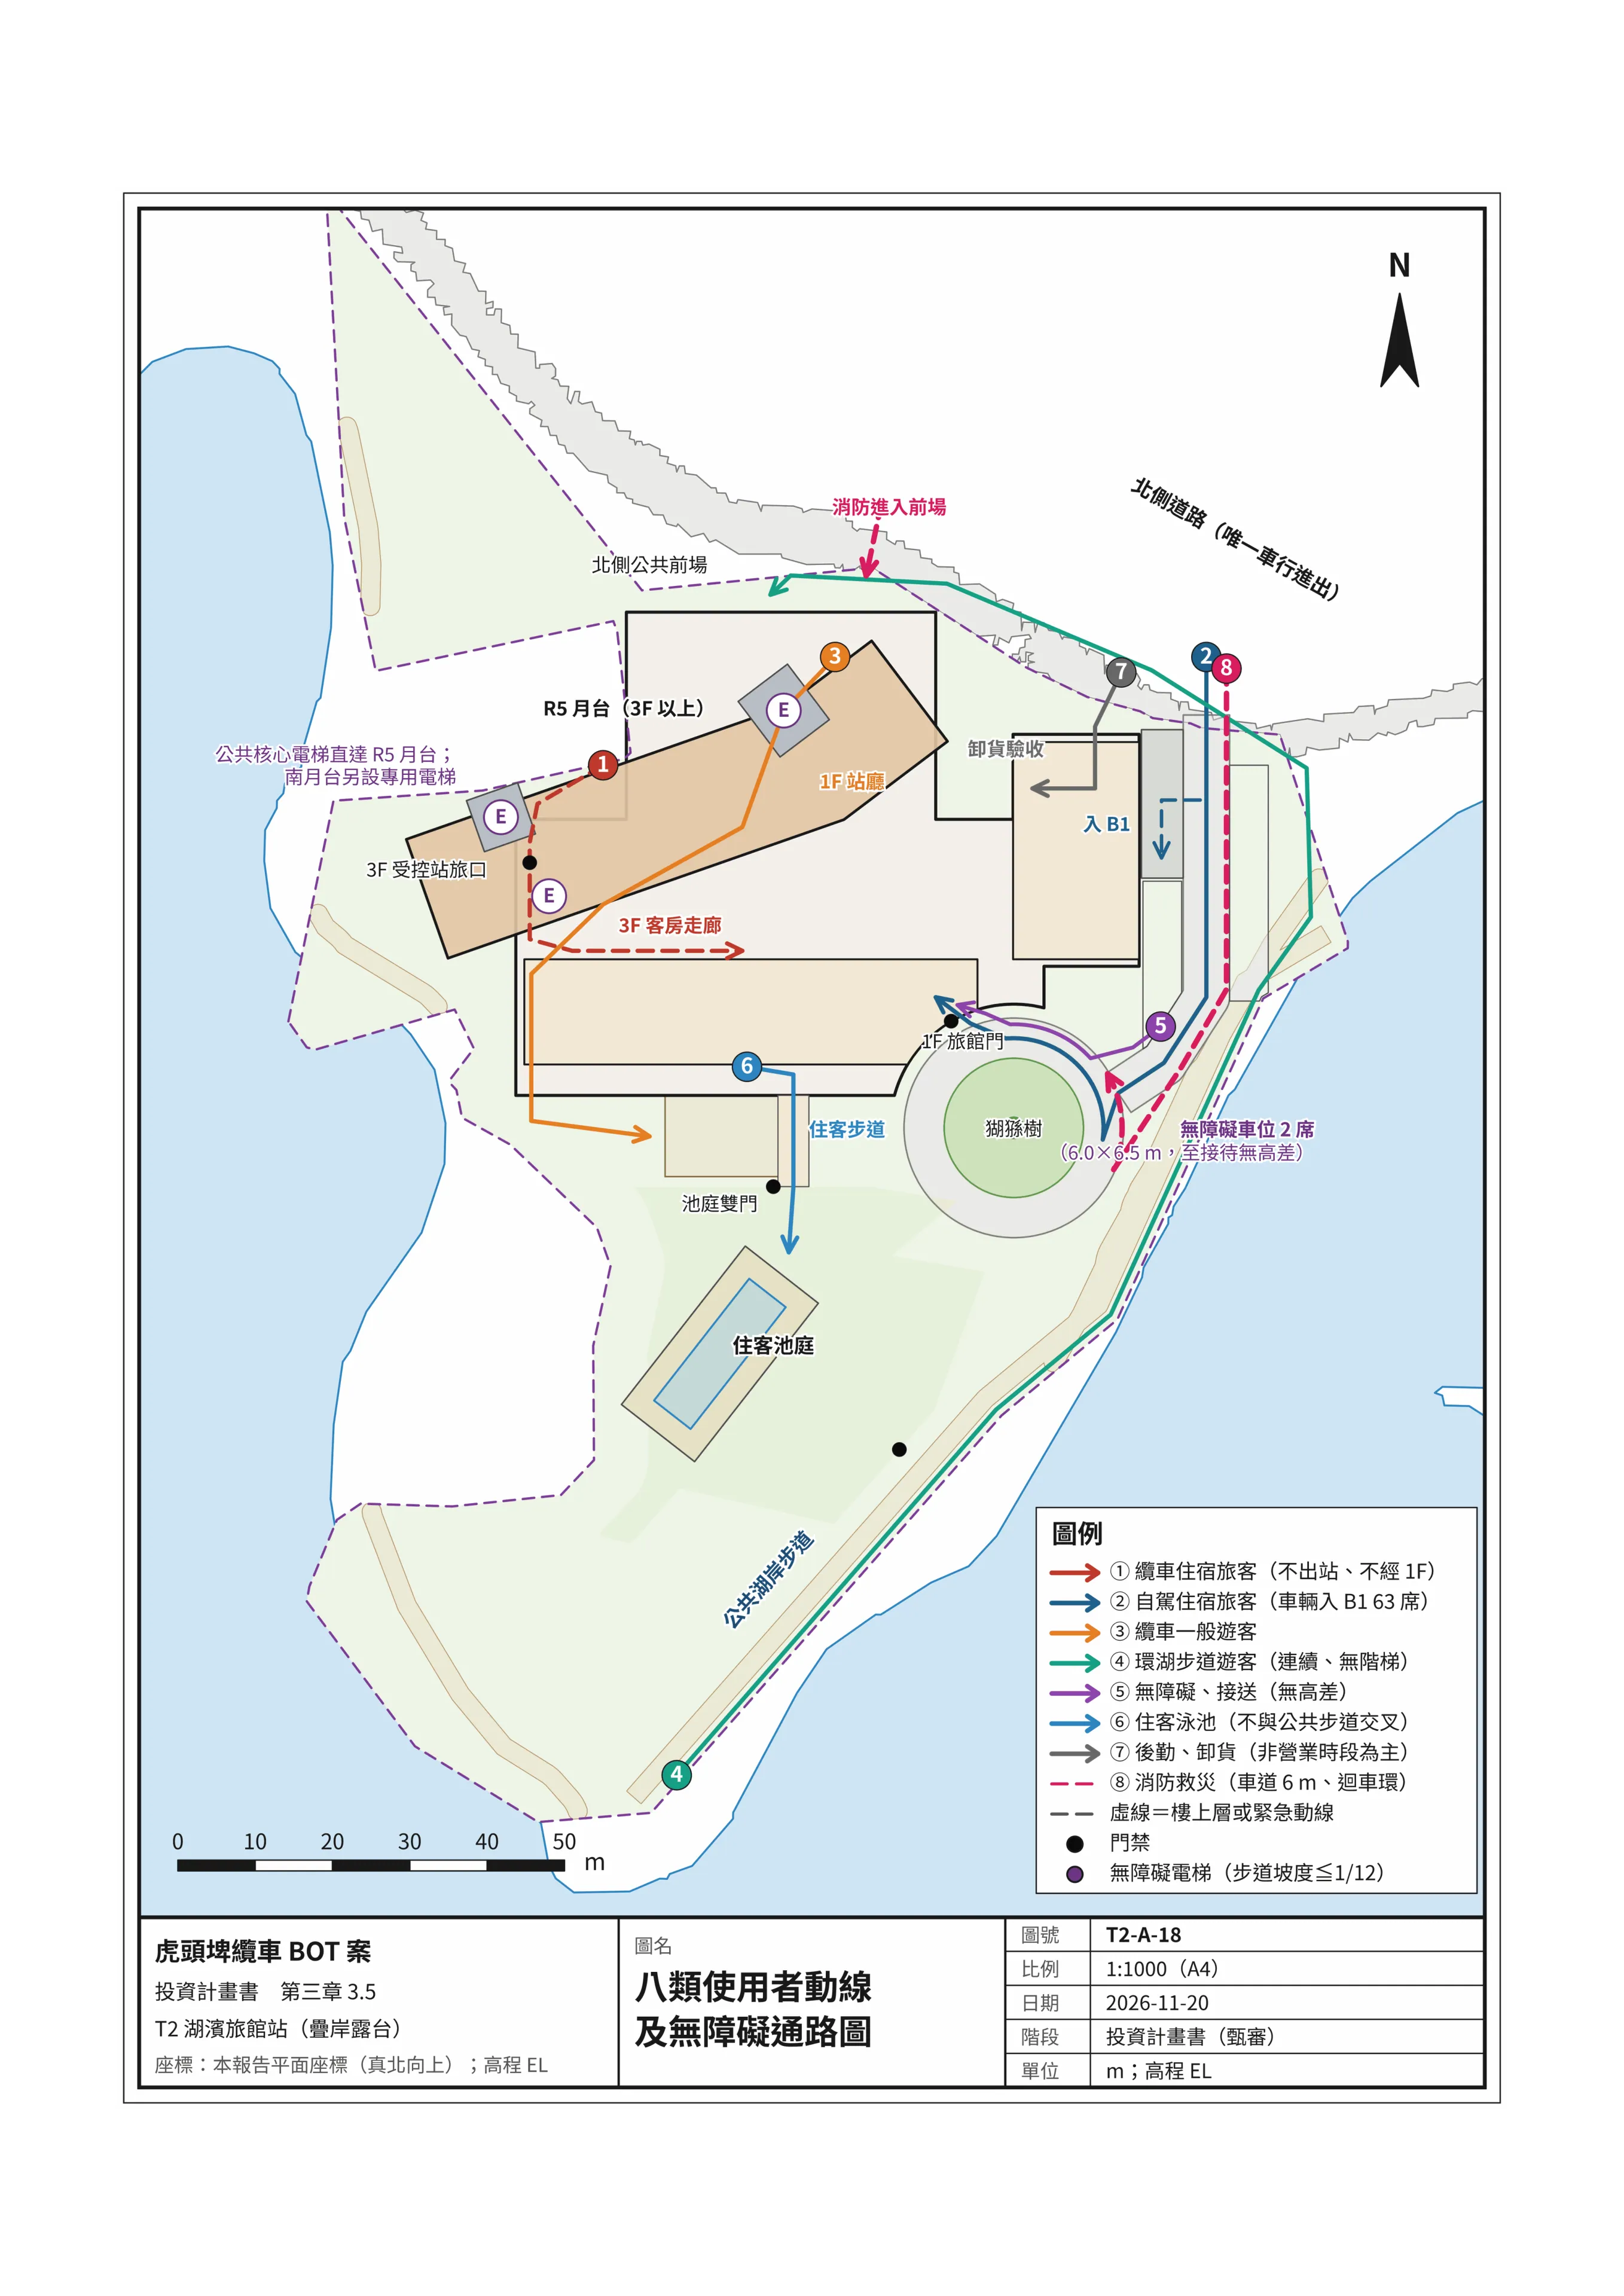 N
北側道路（唯一車行進出）
消防進入前場
北側公共前場
3
2
8
7
E
R5 月台（3F 以上）
卸貨驗收
公共核心電梯直達 R5 月台；
南月台另設專用電梯
1
1F 站廳
E
入 B1
3F 受控站旅口
E
3F 客房走廊
5
1F 旅館門
6
住客步道
猢猻樹
無障礙車位 2 席
（6.0×6.5 m，至接待無高差）
池庭雙門
住客池庭
公共湖岸步道
4
圖例
① 纜車住宿旅客（不出站、不經 1F）
② 自駕住宿旅客（車輛入 B1 63 席）
③ 纜車一般遊客
④ 環湖步道遊客（連續、無階梯）
⑤ 無障礙、接送（無高差）
⑥ 住客泳池（不與公共步道交叉）
⑦ 後勤、卸貨（非營業時段為主）
⑧ 消防救災（車道 6 m、迴車環）
虛線＝樓上層或緊急動線
門禁
無障礙電梯（步道坡度≦1/12）
0 10 20 30 40 50 m
虎頭埤纜車 BOT 案
投資計畫書　第三章 3.5
T2 湖濱旅館站（疊岸露台）
座標：本報告平面座標（真北向上）；高程 EL
圖名
八類使用者動線
及無障礙通路圖
圖號 T2-A-18
比例 1:1000（A4）
日期 2026-11-20
階段 投資計畫書（甄審）
單位 m；高程 EL